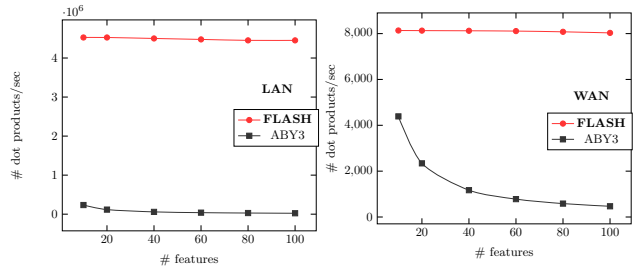 ·10⁶
4
3
2
1
0
# dot products/sec
20 40 60 80 100
# features
LAN
FLASH
ABY3
8,000
6,000
4,000
2,000
0
# dot products/sec
20 40 60 80 100
# features
WAN
FLASH
ABY3